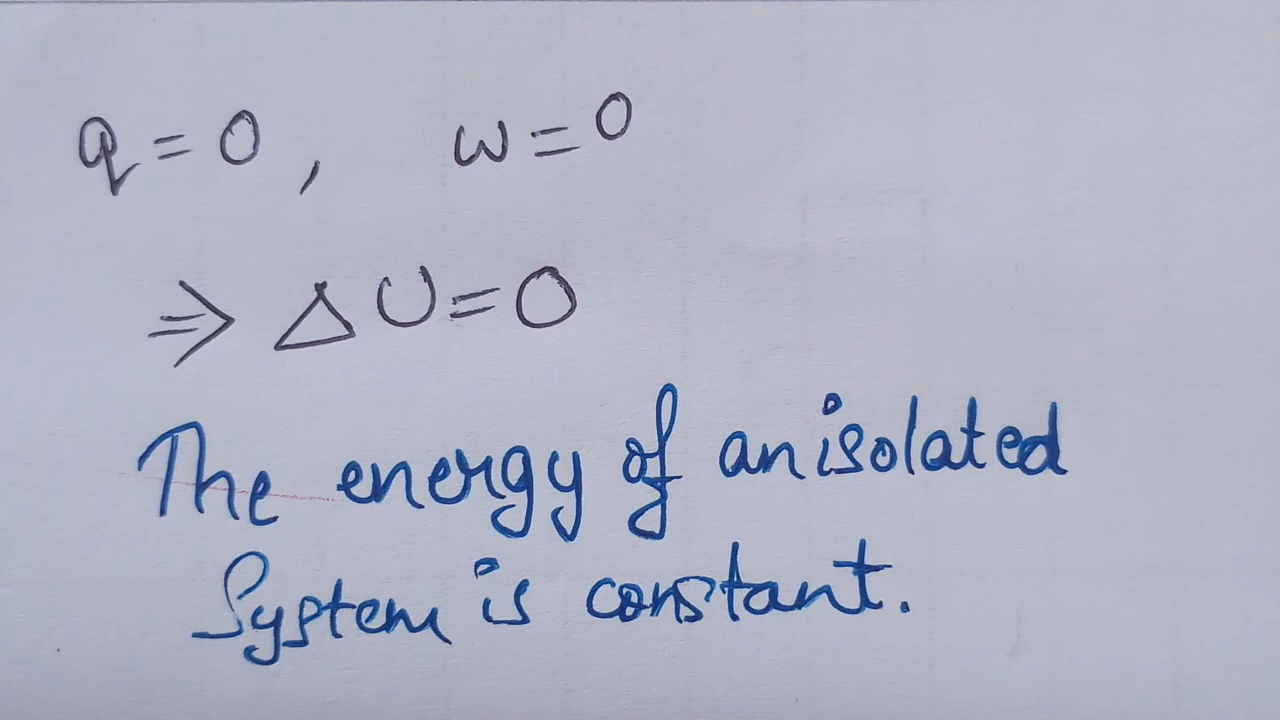 q = 0, w = 0
⇒ ΔU = 0
The energy of an isolated
System is constant.